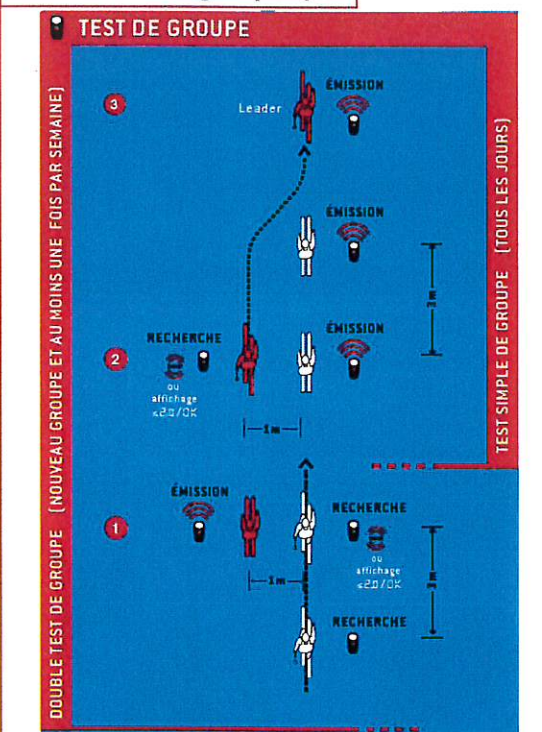 TEST DE GROUPE
DOUBLE TEST DE GROUPE [NOUVEAU GROUPE ET AU MOINS UNE FOIS PAR SEMAINE]
TEST SIMPLE DE GROUPE [TOUS LES JOURS]
3
Leader
ÉMISSION
ÉMISSION
3m
2
RECHERCHE
ou
affichage
≤2.0/OK
ÉMISSION
1m
1
ÉMISSION
RECHERCHE
ou
affichage
≤2.0/OK
1m
3m
RECHERCHE